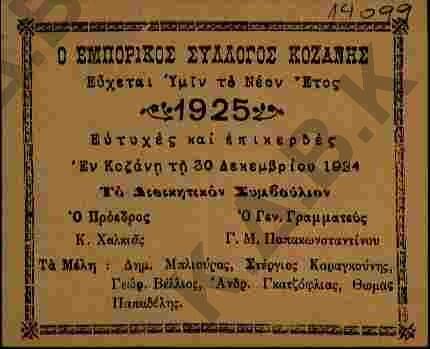 14099
Ο ΕΜΠΟΡΙΚΟΣ ΣΥΛΛΟΓΟΣ ΚΟΖΑΝΗΣ
Εὔχεται Ὑμῖν τὸ Νέον Ἔτος
1925
Εὐτυχὲς καὶ ἐπικερδὲς
Ἐν Κοζάνῃ τῇ 30 Δεκεμβρίου 1924
Τὸ Διοικητικὸν Συμβούλιον
Ὁ Πρόεδρος Ὁ Γεν. Γραμματεὺς
Κ. Χαλκιᾶς Γ. Μ. Παπακωνσταντίνου
Τὰ Μέλη : Δημ. Μπλιούρας, Στέργιος Καραγκούνης,
Γεώρ. Βέλλιος, Ἀνδρ. Γκατζόφλιας, Θωμᾶς
Παπαδέλης.
Κ.Β.Α.Β.Κ